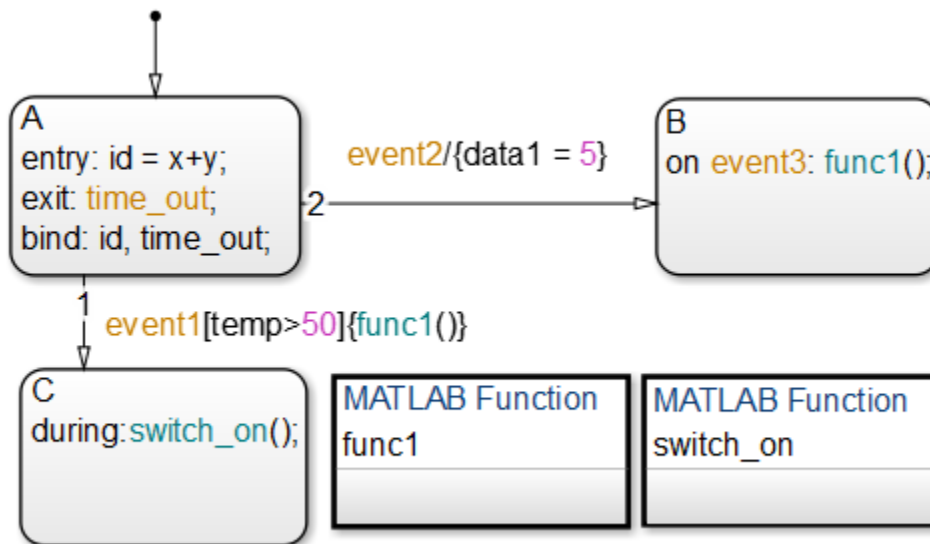 A
entry: id = x+y;
exit: time_out;
bind: id, time_out;
event2/{data1 = 5}
2
B
on event3: func1();
1
event1[temp>50]{func1()}
C
during:switch_on();
MATLAB Function
func1
MATLAB Function
switch_on